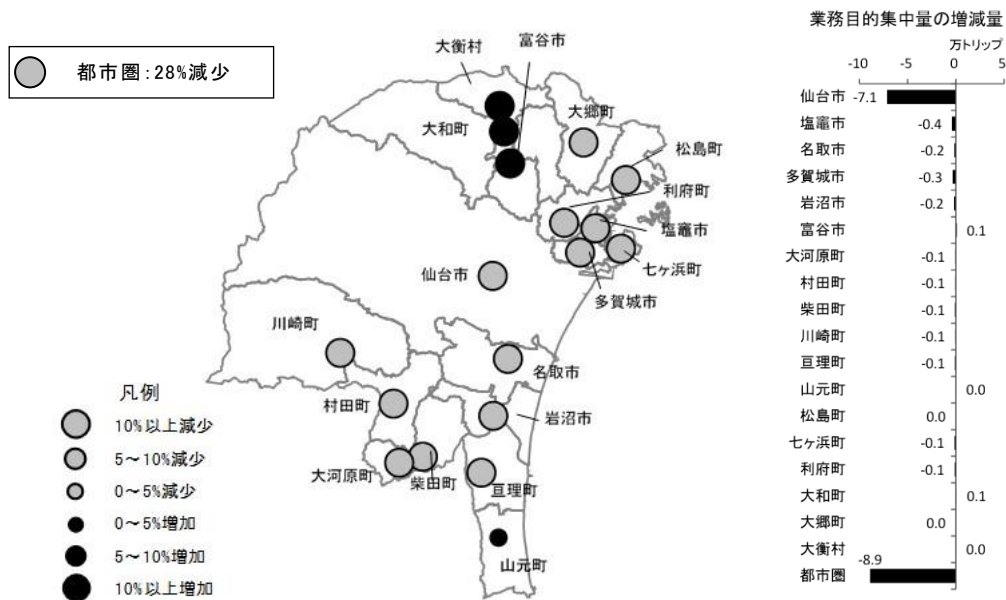 都市圏：28%減少
大衡村
富谷市
大郷町
大和町
松島町
利府町
塩竈市
七ヶ浜町
多賀城市
仙台市
川崎町
名取市
村田町
岩沼市
大河原町
柴田町
亘理町
山元町
凡例
10%以上減少
5～10%減少
0～5%減少
0～5%増加
5～10%増加
10%以上増加
業務目的集中量の増減量
万トリップ
-10 -5 0 5
仙台市 -7.1
塩竈市 -0.4
名取市 -0.2
多賀城市 -0.3
岩沼市 -0.2
富谷市 0.1
大河原町 -0.1
村田町 -0.1
柴田町 -0.1
川崎町 -0.1
亘理町 -0.1
山元町 0.0
松島町 0.0
七ヶ浜町 -0.1
利府町 -0.1
大和町 0.1
大郷町 0.0
大衡村 0.0
都市圏 -8.9